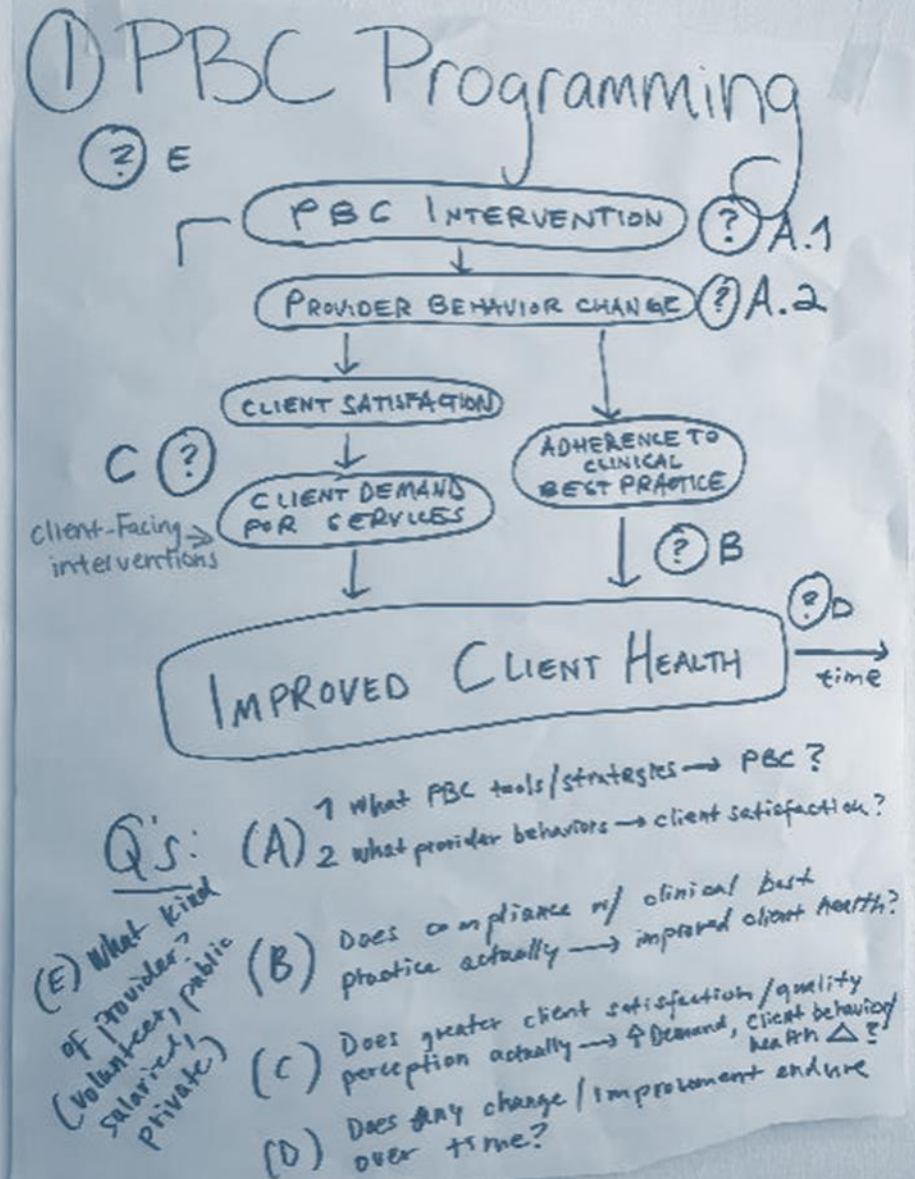 ① PBC Programming
? E
PBC INTERVENTION ? A.1
PROVIDER BEHAVIOR CHANGE ? A.2
CLIENT SATISFACTION
ADHERENCE TO
CLINICAL
BEST PRACTICE
C ?
CLIENT DEMAND
FOR SERVICES
client-Facing →
interventions
? B
? D
IMPROVED CLIENT HEALTH
time
Q's:
(A) 1 What PBC tools/strategies → PBC?
2 what provider behaviors → client satisfaction?
(B) Does compliance w/ clinical best
practice actually → improved client health?
(C) Does greater client satisfaction/quality
perception actually → ↑ Demand, client behavior/
health △?
(D) Does any change/improvement endure
over time?
(E) What kind
of provider?
(volunteer, public
salaried,
private)